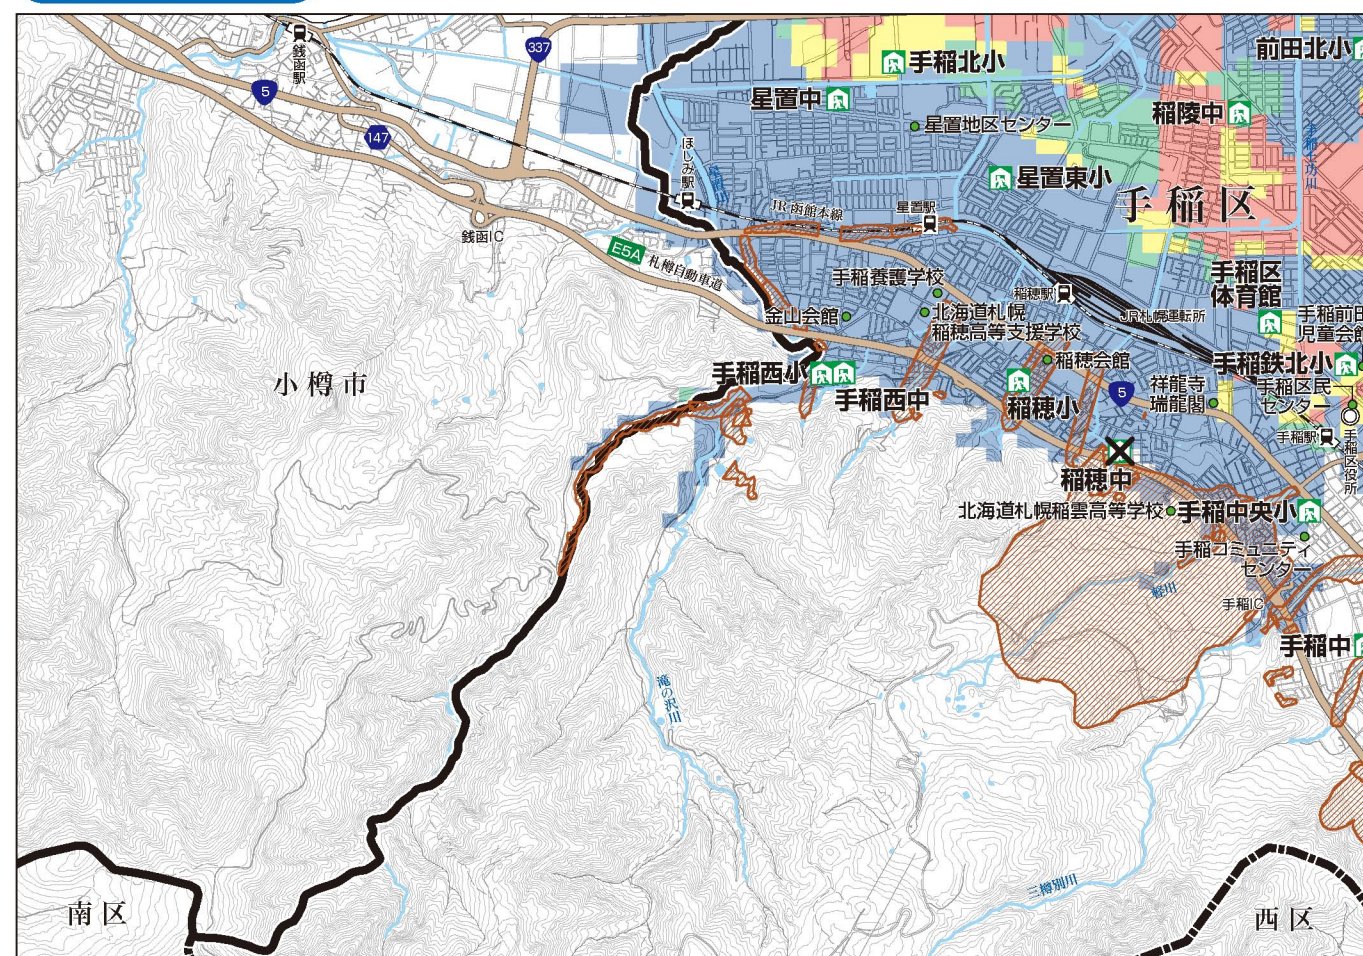 銭函駅
5
337
147
銭函IC
E5A
札樽自動車道
手稲北小
前田北小
星置中
稲陵中
星置地区センター
ほしみ駅
星置東小
手稲区
JR函館本線
星置駅
手稲養護学校
稲穂駅
手稲区
体育館
金山会館
北海道札幌
稲穂高等支援学校
JR札幌運転所
手稲前田
児童会館
稲穂会館
手稲鉄北小
小樽市
手稲西小
手稲西中
稲穂小
5
祥龍寺
瑞龍閣
手稲区民
センター
手稲駅
手稲区役所
稲穂中
北海道札幌稲雲高等学校
手稲中央小
手稲コミュニティ
センター
軽川
手稲IC
手稲中
滝の沢川
三樽別川
南区
西区